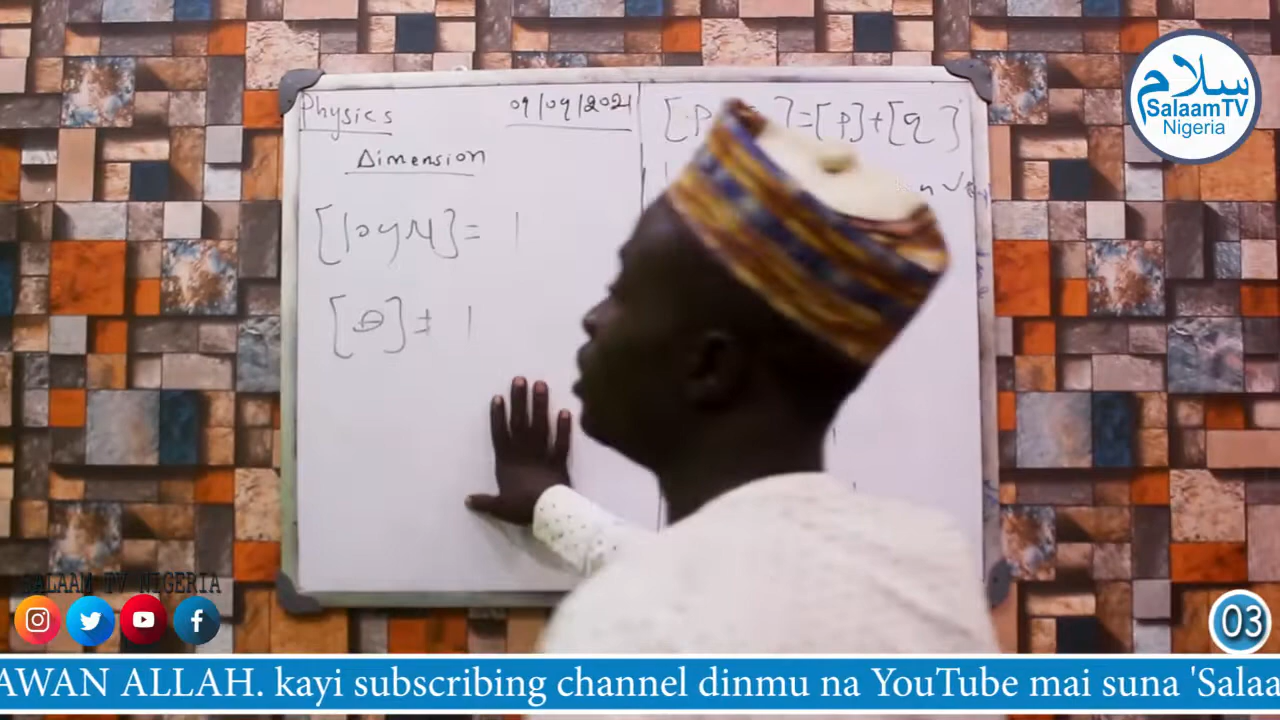 Physics
09/09/2021
Dimension
[logN] = 1
[θ] = 1
=[p]+[q]
سلام
SalaamTV
Nigeria
SALAAM TV NIGERIA
03
AWAN ALLAH. kayi subscribing channel dinmu na YouTube mai suna 'Salaa